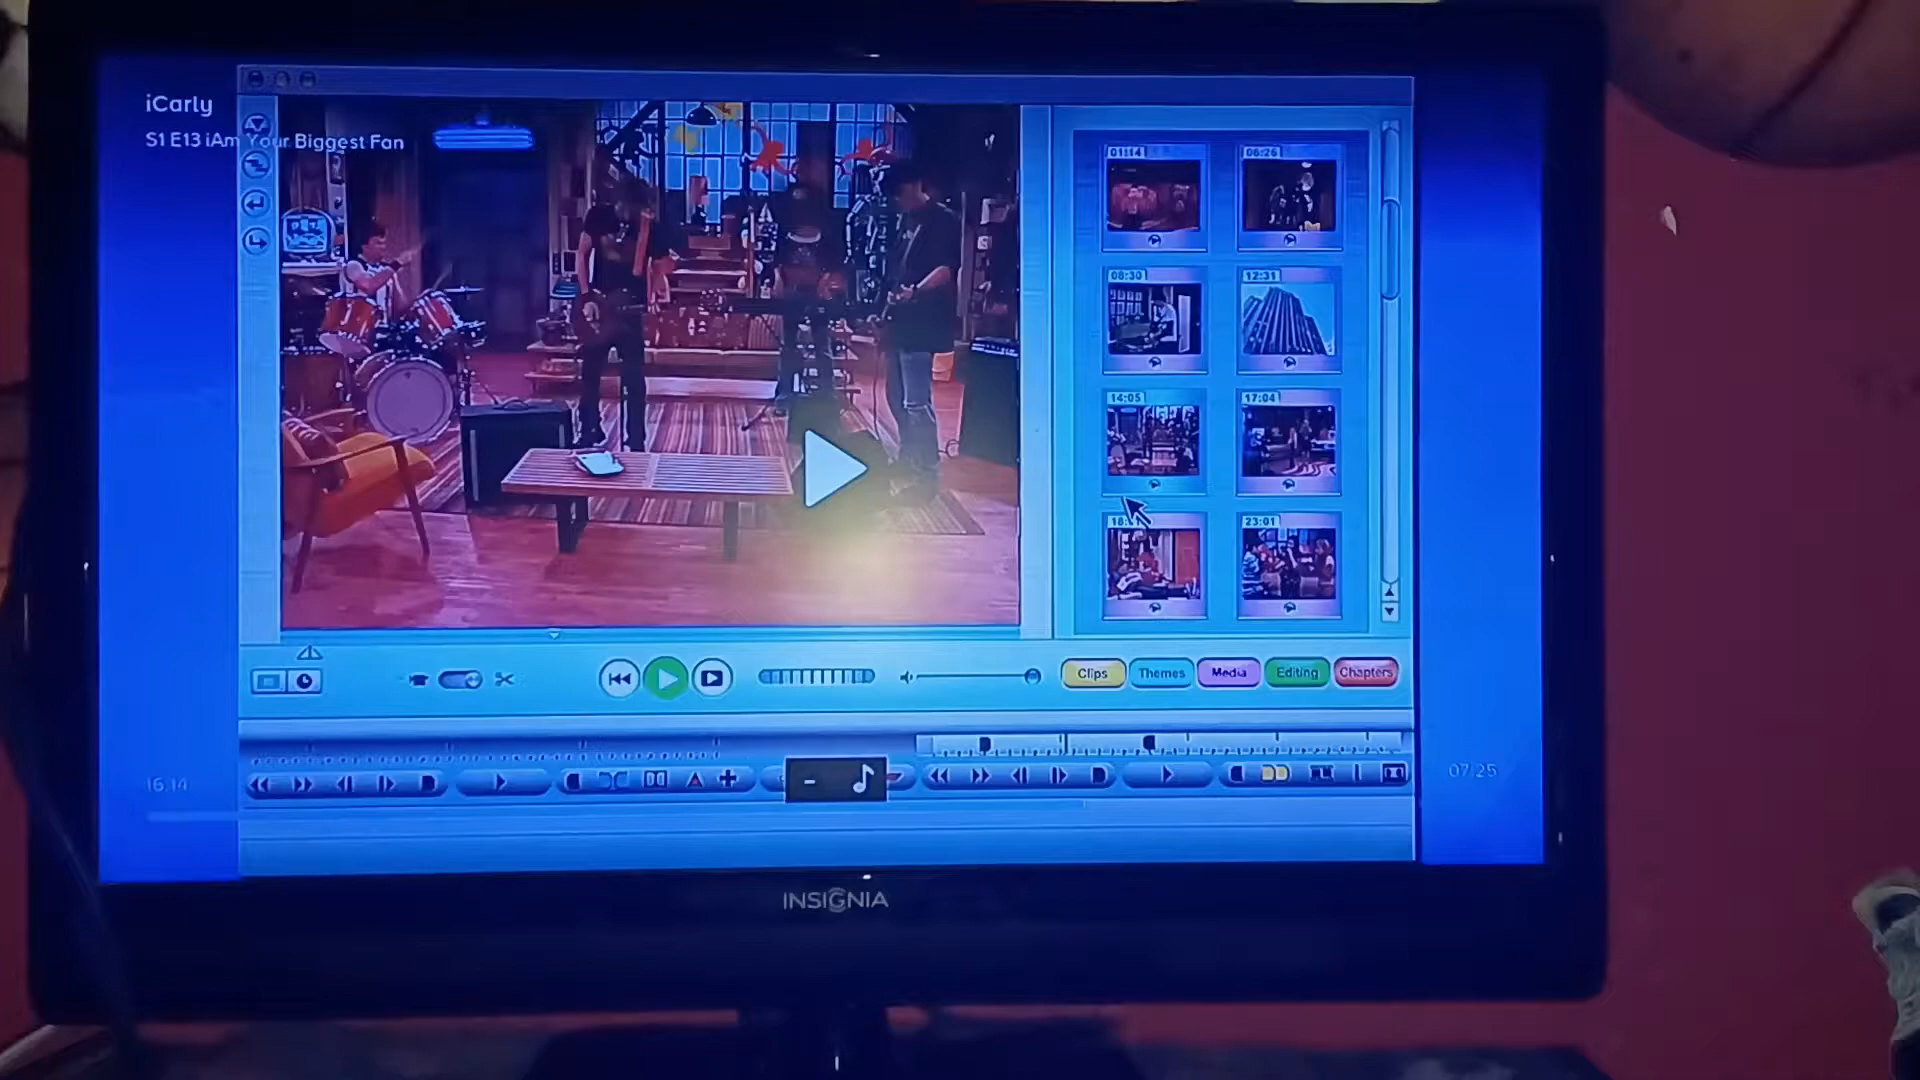 iCarly
S1 E13 iAm Your Biggest Fan
01:14
06:26
08:30
12:31
14:05
17:04
23:01
Clips
Themes
Media
Editing
Chapters
16:14
07:25
INSIGNIA